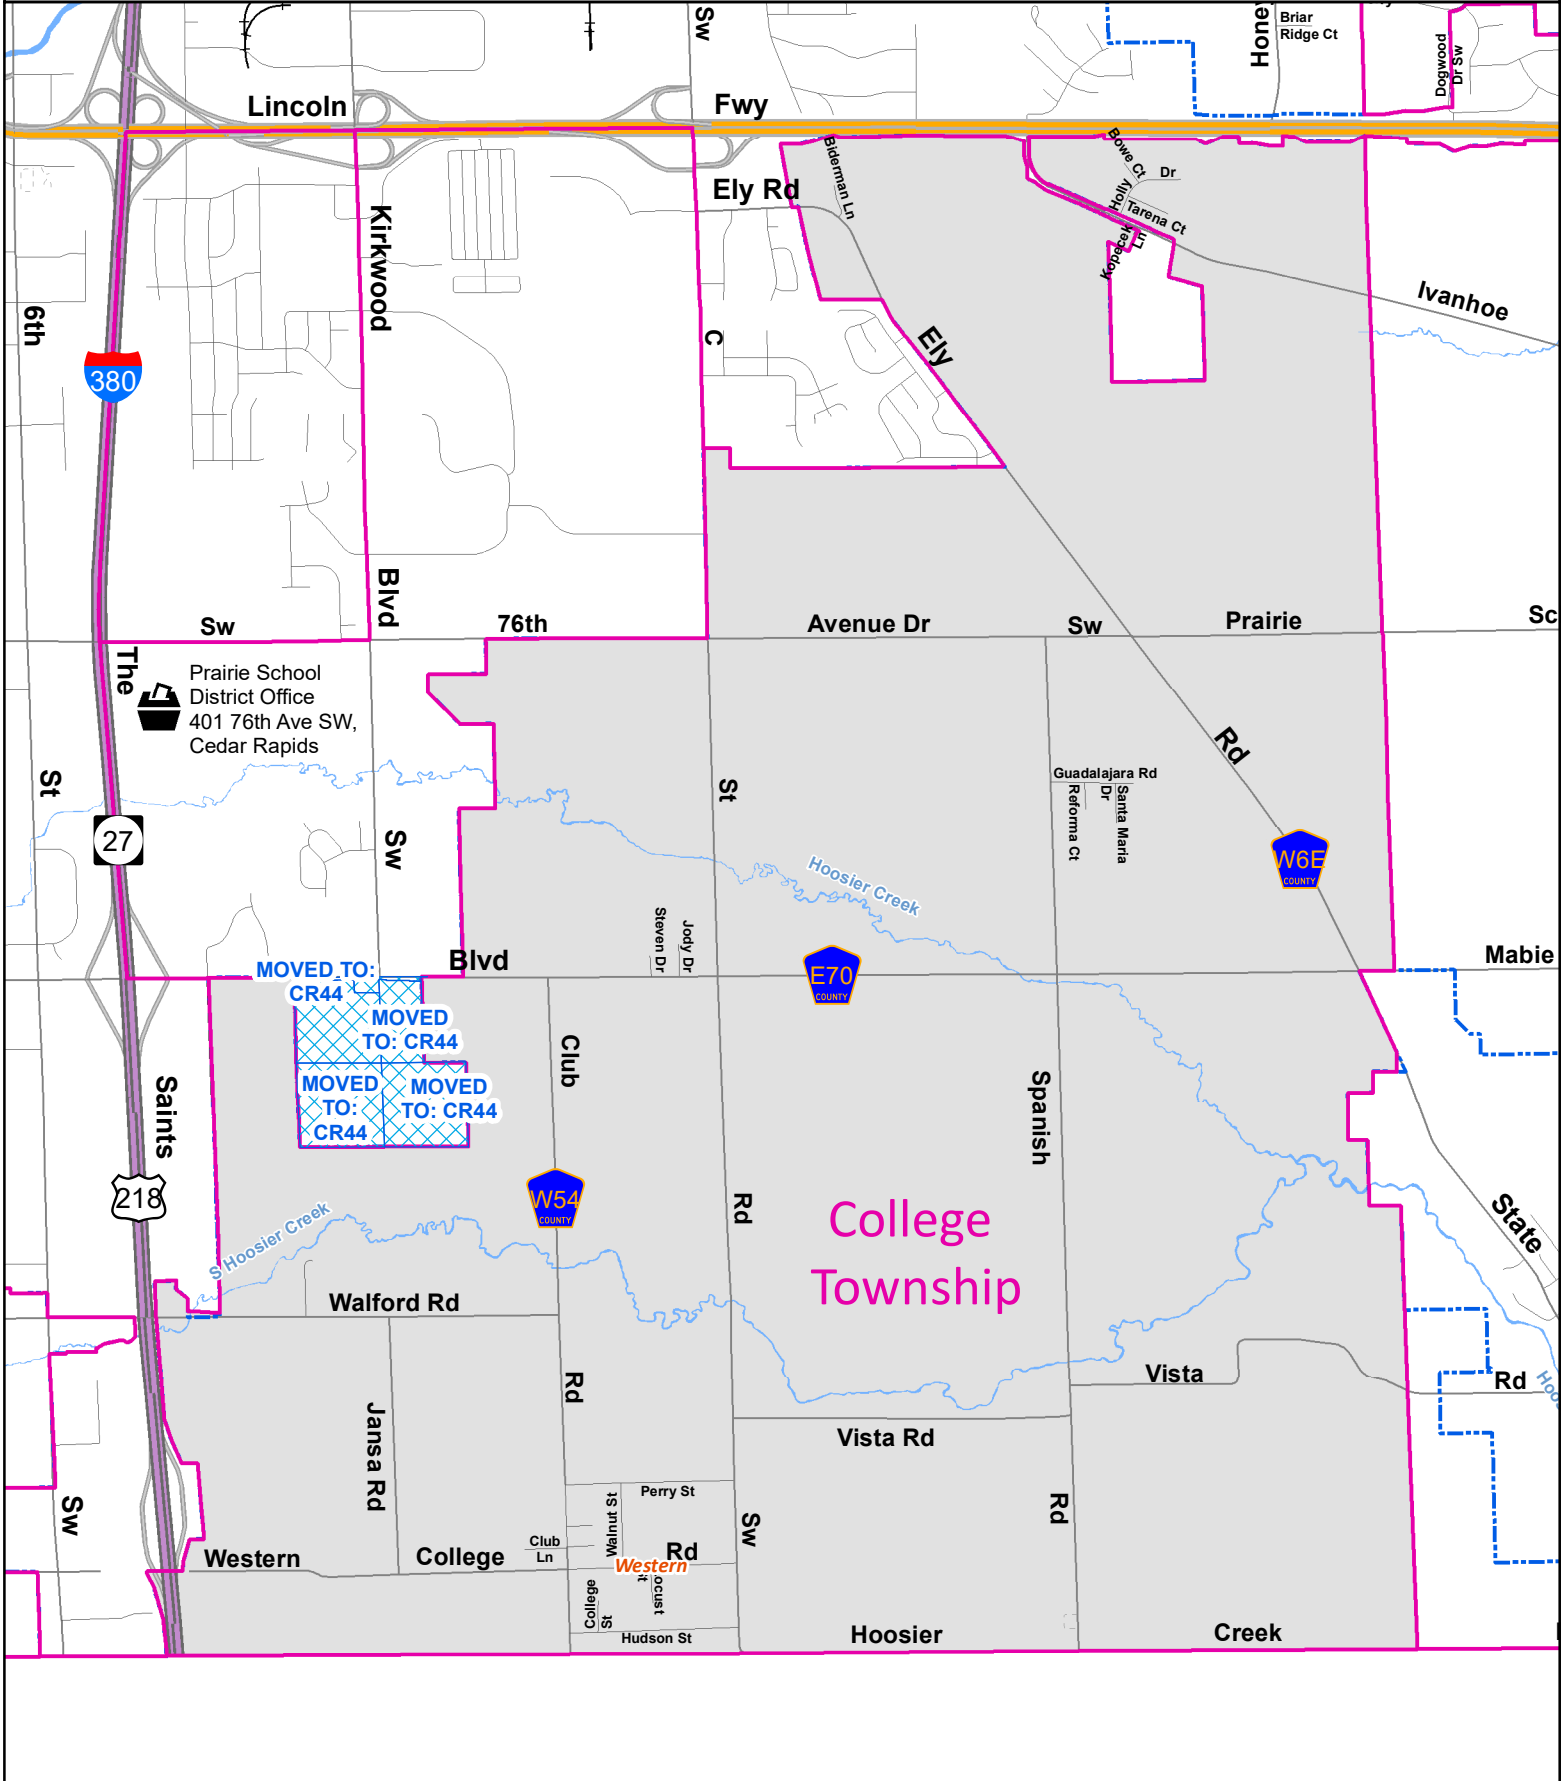 Sw
Honey
Briar
Ridge Ct
Dogwood
Dr Sw
Lincoln
Fwy
Biderman Ln
Bowe Ct
Dr
Holly
Tarena Ct
Kopecek
Ln
Ely Rd
Kirkwood
Ivanhoe
6th
C
Ely
380
Blvd
Sw
76th
Avenue Dr
Sw
Prairie
Sc
The
Prairie School
District Office
401 76th Ave SW,
Cedar Rapids
St
St
Rd
Guadalajara Rd
Reforma Ct
Dr
Santa Maria
27
Sw
W6E
COUNTY
Hoosier Creek
Steven Dr
Jody Dr
Blvd
E70
COUNTY
Mabie
MOVED TO:
CR44
MOVED
TO: CR44
MOVED
TO:
CR44
MOVED
TO: CR44
Club
Saints
Spanish
218
W54
COUNTY
Rd
College
Township
State
S Hoosier Creek
Walford Rd
Vista
Rd
Rd
Jansa Rd
Vista Rd
Perry St
Walnut St
Sw
Sw
Rd
Western
College
Club
Ln
Rd
Western
College
St
St
ocust
Hudson St
Hoosier
Creek